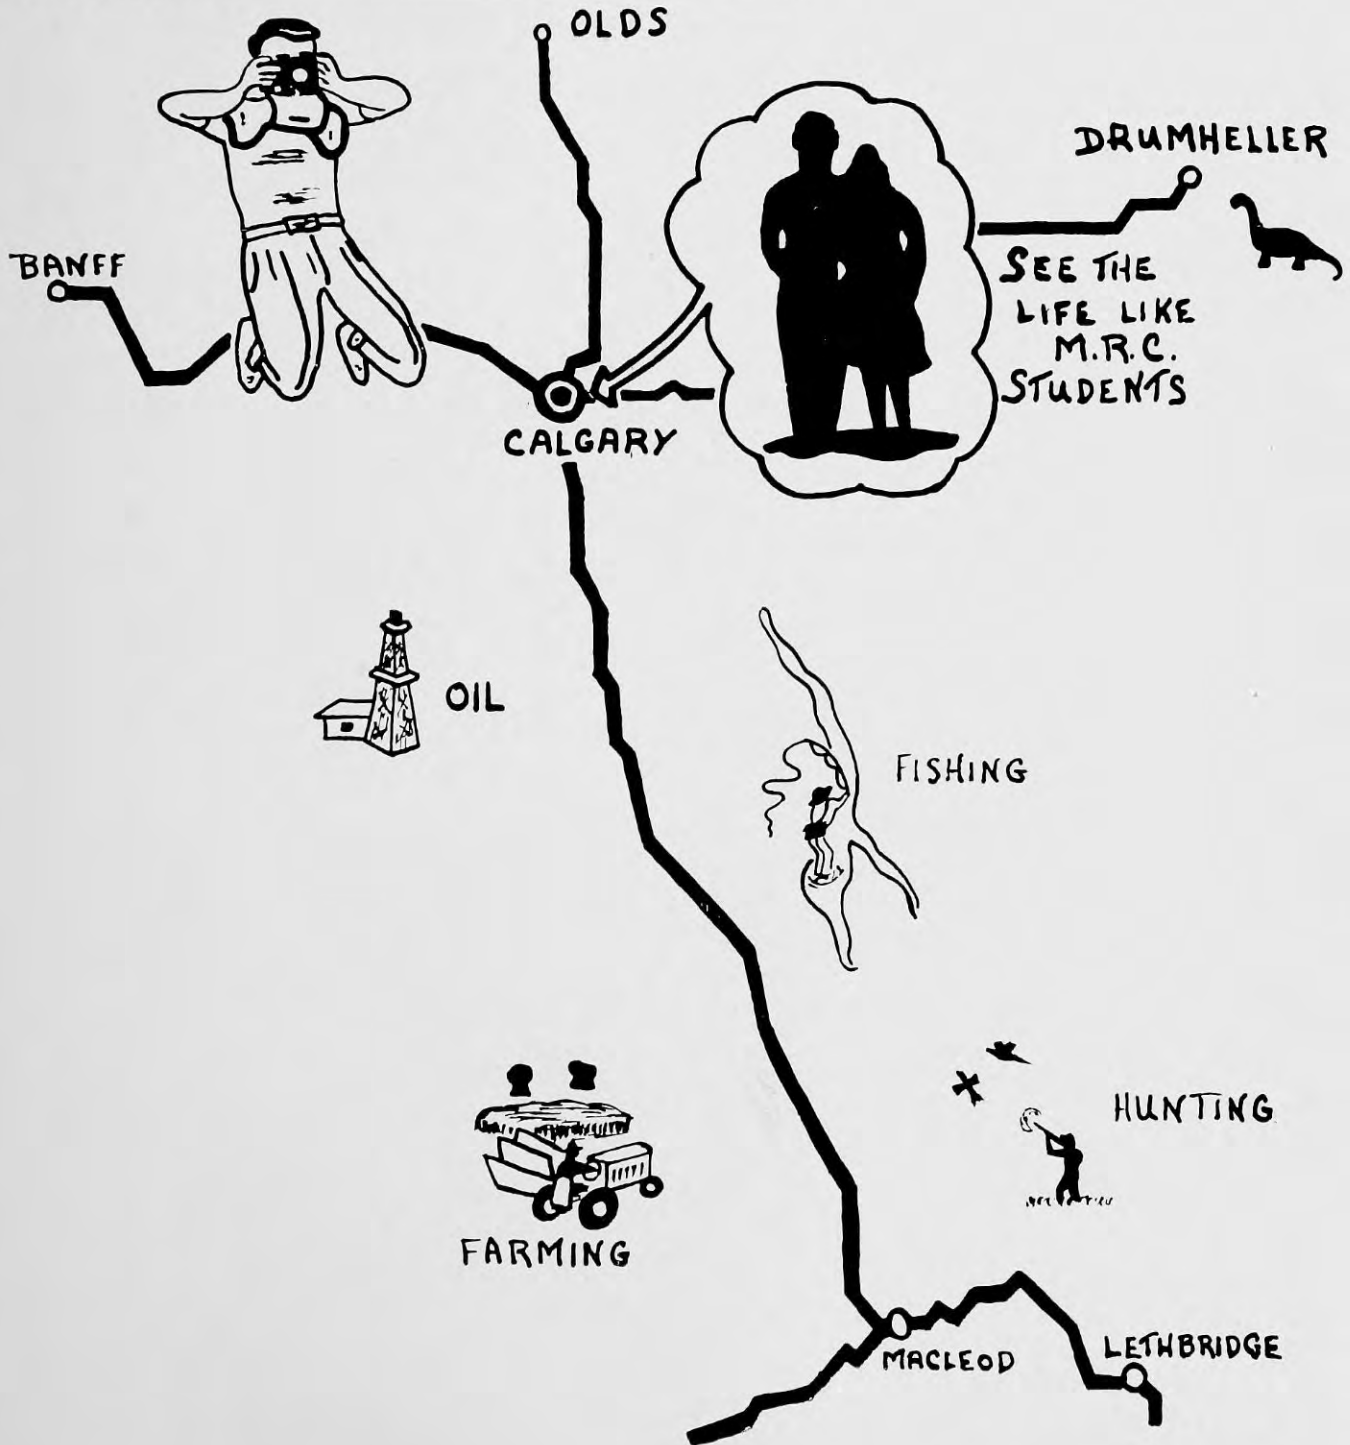 OLDS
DRUMHELLER
BANFF
SEE THE
LIFE LIKE
M.R.C.
STUDENTS
CALGARY
OIL
FISHING
HUNTING
FARMING
MACLEOD
LETHBRIDGE